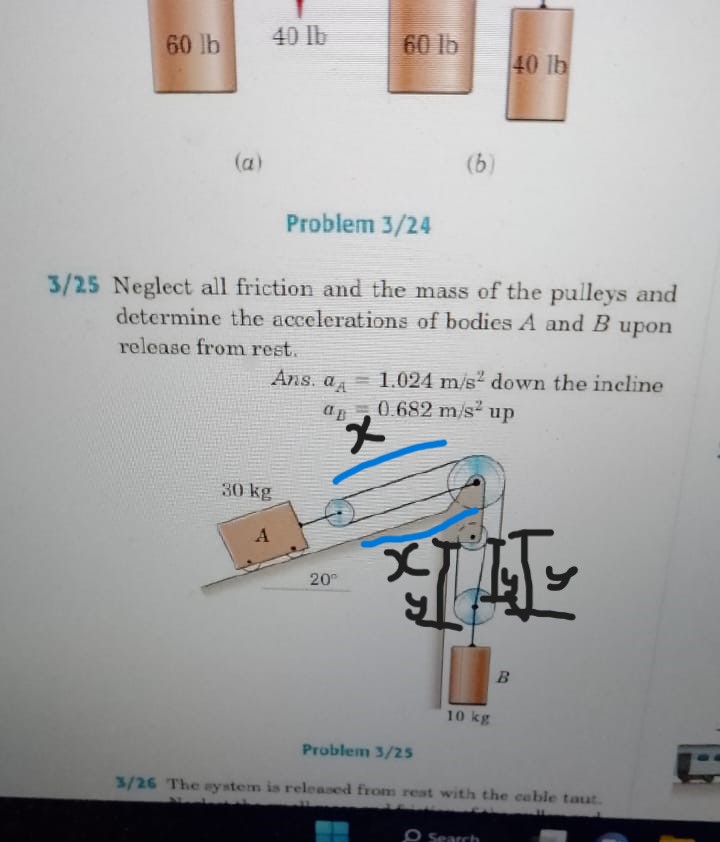 60 lb
40 lb
60 lb
40 lb
(a)
(b)
Problem 3/24
3/25 Neglect all friction and the mass of the pulleys and
determine the accelerations of bodies A and B upon
release from rest.
Ans. a_A = 1.024 m/s² down the incline
a_B = 0.682 m/s² up
x
30 kg
A
x
20°
y
y
y
B
10 kg
Problem 3/25
3/26 The system is released from rest with the cable taut.
Search